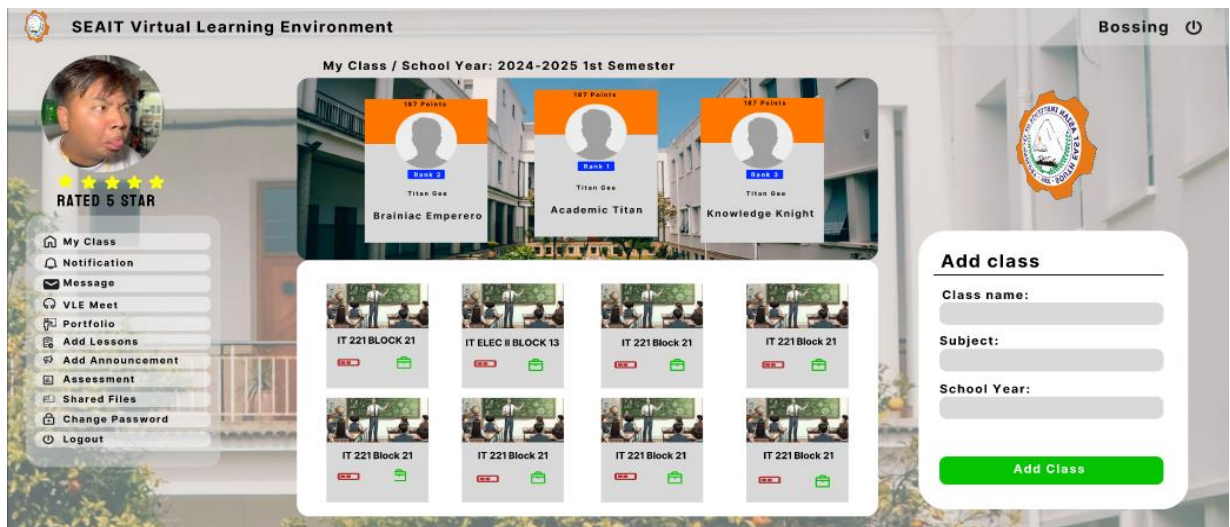 SEAIT Virtual Learning Environment
Bossing
My Class / School Year: 2024-2025 1st Semester
187 Points
187 Points
187 Points
Rank 2
Rank 1
Rank 3
Titan Gee
Titan Gee
Titan Gee
Brainiac Emperero
Academic Titan
Knowledge Knight
RATED 5 STAR
My Class
Notification
Message
VLE Meet
Portfolio
Add Lessons
Add Announcement
Assessment
Shared Files
Change Password
Logout
IT 221 BLOCK 21
IT ELEC II BLOCK 13
IT 221 Block 21
IT 221 Block 21
IT 221 Block 21
IT 221 Block 21
IT 221 Block 21
IT 221 Block 21
SOUTH EAST ASIAN
Add class
Class name:
Subject:
School Year:
Add Class